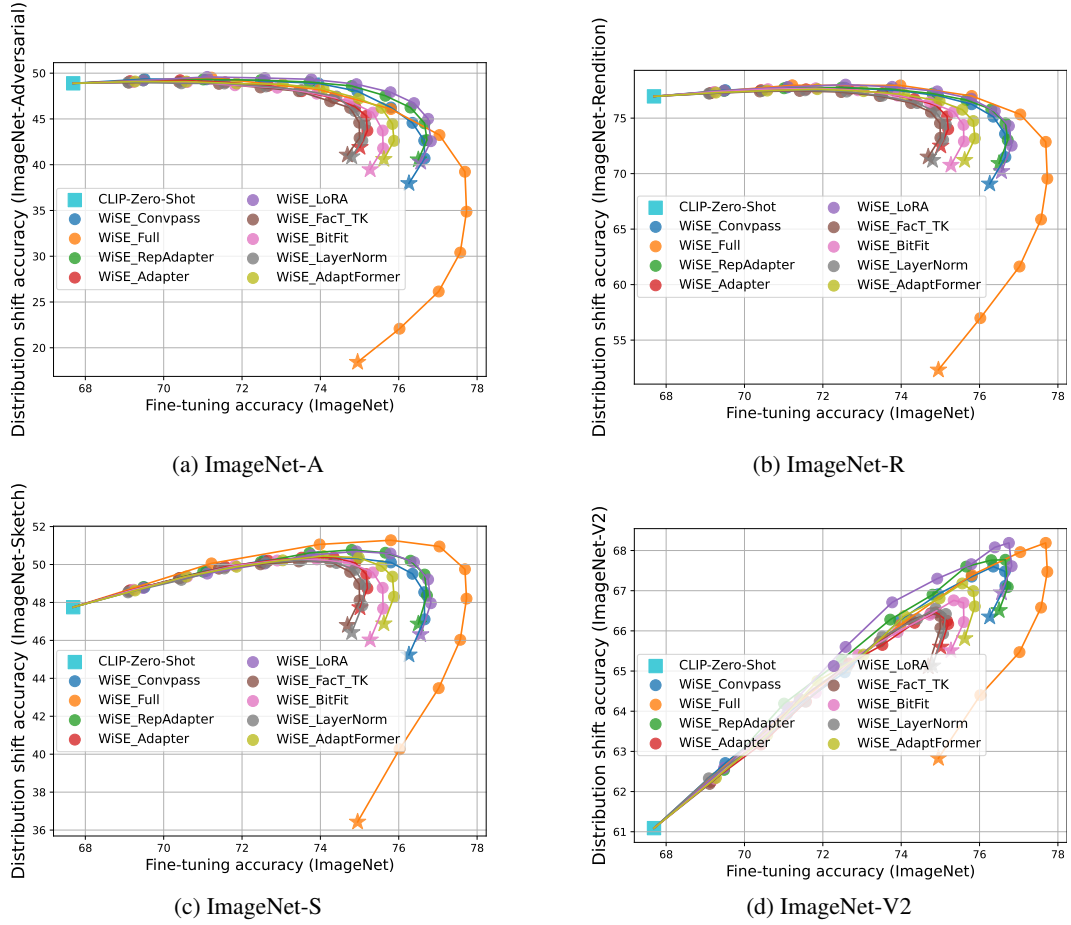 Distribution shift accuracy (ImageNet-Adversarial)
50
45
40
35
30
25
20
CLIP-Zero-Shot
WiSE_Convpass
WiSE_Full
WiSE_RepAdapter
WiSE_Adapter
WiSE_LoRA
WiSE_FacT_TK
WiSE_BitFit
WiSE_LayerNorm
WiSE_AdaptFormer
68 70 72 74 76 78
Fine-tuning accuracy (ImageNet)
(a) ImageNet-A
Distribution shift accuracy (ImageNet-Rendition)
75
70
65
60
55
CLIP-Zero-Shot
WiSE_Convpass
WiSE_Full
WiSE_RepAdapter
WiSE_Adapter
WiSE_LoRA
WiSE_FacT_TK
WiSE_BitFit
WiSE_LayerNorm
WiSE_AdaptFormer
68 70 72 74 76 78
Fine-tuning accuracy (ImageNet)
(b) ImageNet-R
Distribution shift accuracy (ImageNet-Sketch)
52
50
48
46
44
42
40
38
36
CLIP-Zero-Shot
WiSE_Convpass
WiSE_Full
WiSE_RepAdapter
WiSE_Adapter
WiSE_LoRA
WiSE_FacT_TK
WiSE_BitFit
WiSE_LayerNorm
WiSE_AdaptFormer
68 70 72 74 76 78
Fine-tuning accuracy (ImageNet)
(c) ImageNet-S
Distribution shift accuracy (ImageNet-V2)
68
67
66
65
64
63
62
61
CLIP-Zero-Shot
WiSE_Convpass
WiSE_Full
WiSE_RepAdapter
WiSE_Adapter
WiSE_LoRA
WiSE_FacT_TK
WiSE_BitFit
WiSE_LayerNorm
WiSE_AdaptFormer
68 70 72 74 76 78
Fine-tuning accuracy (ImageNet)
(d) ImageNet-V2